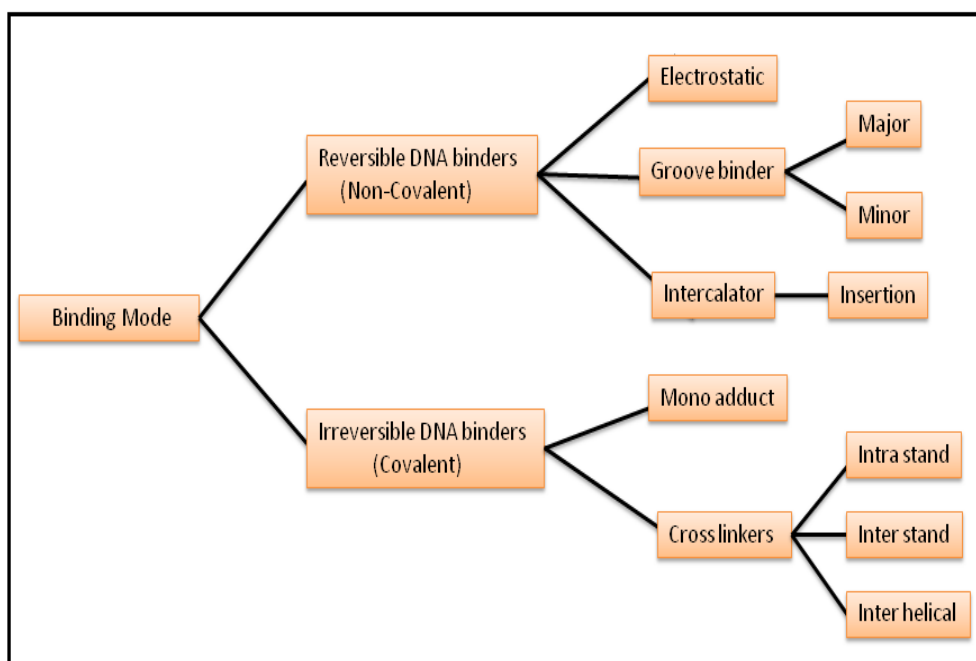 Binding Mode
Reversible DNA binders
(Non-Covalent)
Electrostatic
Groove binder
Major
Minor
Intercalator
Insertion
Irreversible DNA binders
(Covalent)
Mono adduct
Cross linkers
Intra stand
Inter stand
Inter helical